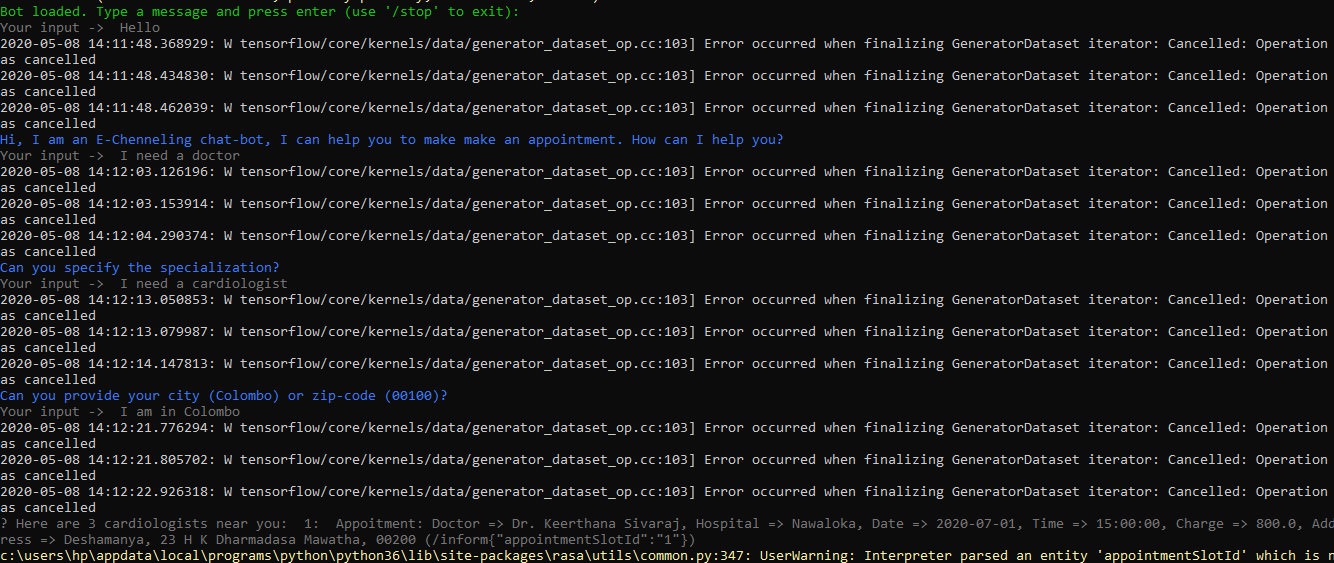 Bot loaded. Type a message and press enter (use '/stop' to exit):
Your input ->  Hello
2020-05-08 14:11:48.368929: W tensorflow/core/kernels/data/generator_dataset_op.cc:103] Error occurred when finalizing GeneratorDataset iterator: Cancelled: Operation
as cancelled
2020-05-08 14:11:48.434830: W tensorflow/core/kernels/data/generator_dataset_op.cc:103] Error occurred when finalizing GeneratorDataset iterator: Cancelled: Operation
as cancelled
2020-05-08 14:11:48.462039: W tensorflow/core/kernels/data/generator_dataset_op.cc:103] Error occurred when finalizing GeneratorDataset iterator: Cancelled: Operation
as cancelled
Hi, I am an E-Chenneling chat-bot, I can help you to make make an appointment. How can I help you?
Your input ->  I need a doctor
2020-05-08 14:12:03.126196: W tensorflow/core/kernels/data/generator_dataset_op.cc:103] Error occurred when finalizing GeneratorDataset iterator: Cancelled: Operation
as cancelled
2020-05-08 14:12:03.153914: W tensorflow/core/kernels/data/generator_dataset_op.cc:103] Error occurred when finalizing GeneratorDataset iterator: Cancelled: Operation
as cancelled
2020-05-08 14:12:04.290374: W tensorflow/core/kernels/data/generator_dataset_op.cc:103] Error occurred when finalizing GeneratorDataset iterator: Cancelled: Operation
as cancelled
Can you specify the specialization?
Your input ->  I need a cardiologist
2020-05-08 14:12:13.050853: W tensorflow/core/kernels/data/generator_dataset_op.cc:103] Error occurred when finalizing GeneratorDataset iterator: Cancelled: Operation
as cancelled
2020-05-08 14:12:13.079987: W tensorflow/core/kernels/data/generator_dataset_op.cc:103] Error occurred when finalizing GeneratorDataset iterator: Cancelled: Operation
as cancelled
2020-05-08 14:12:14.147813: W tensorflow/core/kernels/data/generator_dataset_op.cc:103] Error occurred when finalizing GeneratorDataset iterator: Cancelled: Operation
as cancelled
Can you provide your city (Colombo) or zip-code (00100)?
Your input ->  I am in Colombo
2020-05-08 14:12:21.776294: W tensorflow/core/kernels/data/generator_dataset_op.cc:103] Error occurred when finalizing GeneratorDataset iterator: Cancelled: Operation
as cancelled
2020-05-08 14:12:21.805702: W tensorflow/core/kernels/data/generator_dataset_op.cc:103] Error occurred when finalizing GeneratorDataset iterator: Cancelled: Operation
as cancelled
2020-05-08 14:12:22.926318: W tensorflow/core/kernels/data/generator_dataset_op.cc:103] Error occurred when finalizing GeneratorDataset iterator: Cancelled: Operation
as cancelled
? Here are 3 cardiologists near you:  1:  Appoitment: Doctor => Dr. Keerthana Sivaraj, Hospital => Nawaloka, Date => 2020-07-01, Time => 15:00:00, Charge => 800.0, Add
ress => Deshamanya, 23 H K Dharmadasa Mawatha, 00200 (/inform{"appointmentSlotId":"1"})
c:\users\hp\appdata\local\programs\python\python36\lib\site-packages\rasa\utils\common.py:347: UserWarning: Interpreter parsed an entity 'appointmentSlotId' which is